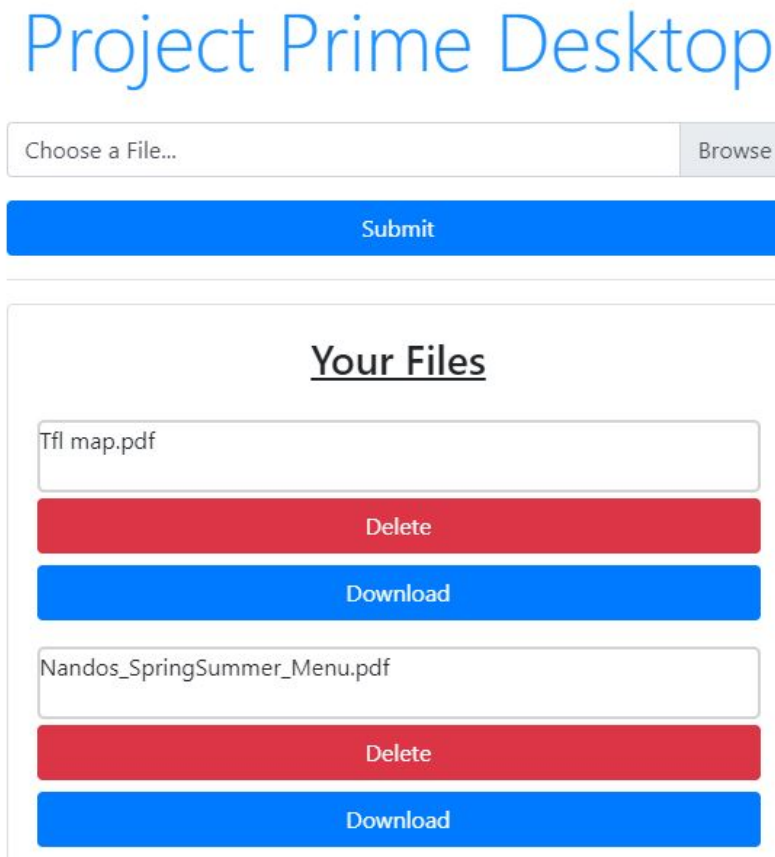 Project Prime Desktop
Choose a File... Browse
Submit
Your Files
Tfl map.pdf
Delete
Download
Nandos_SpringSummer_Menu.pdf
Delete
Download